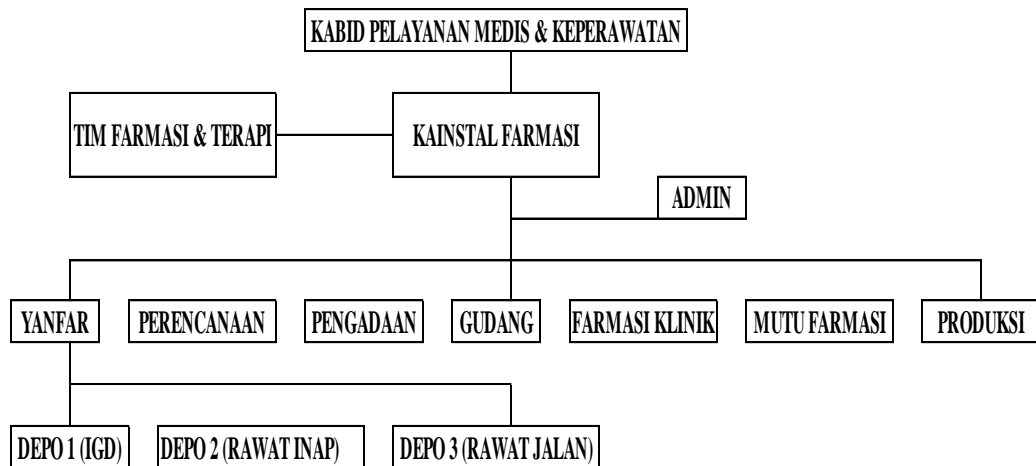 KABID PELAYANAN MEDIS & KEPERAWATAN
TIM FARMASI & TERAPI
KAINSTAL FARMASI
ADMIN
YANFAR
PERENCANAAN
PENGADAAN
GUDANG
FARMASI KLINIK
MUTU FARMASI
PRODUKSI
DEPO 1 (IGD)
DEPO 2 (RAWAT INAP)
DEPO 3 (RAWAT JALAN)